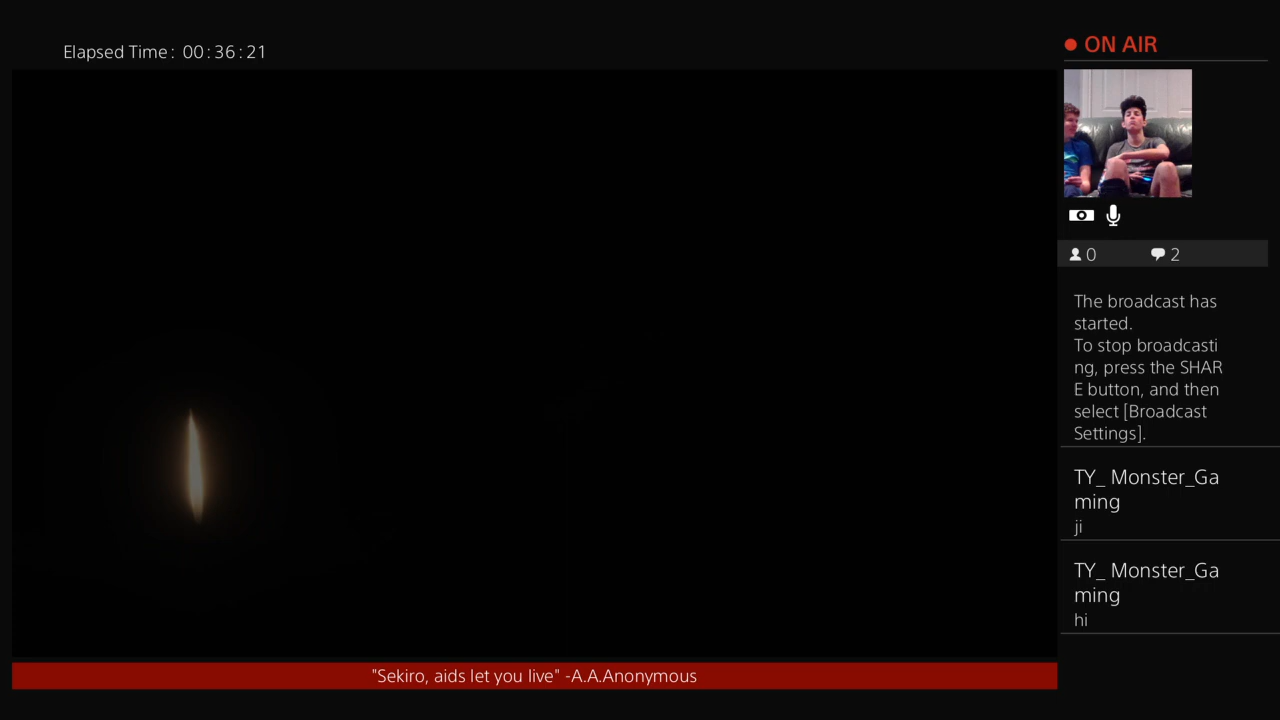 Elapsed Time: 00:36:21
ON AIR
0 2
The broadcast has
started.
To stop broadcasti
ng, press the SHAR
E button, and then
select [Broadcast
Settings].
TY_ Monster_Ga
ming
ji
TY_ Monster_Ga
ming
hi
"Sekiro, aids let you live" -A.A.Anonymous